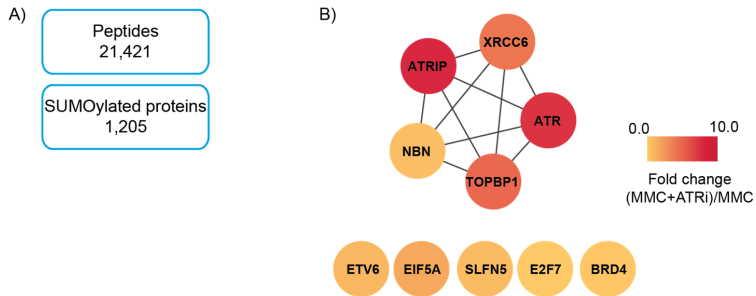 A)
Peptides
21,421
SUMOylated proteins
1,205
B)
XRCC6
ATRIP
ATR
NBN
TOPBP1
0.0 10.0
Fold change
(MMC+ATRi)/MMC
ETV6 EIF5A SLFN5 E2F7 BRD4